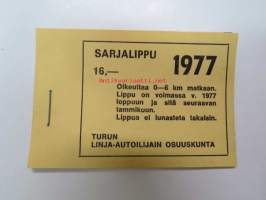 SARJALIPPU 1977
16,—
Oikeuttaa 0—6 km matkaan.
Lippu on voimassa v. 1977
loppuun ja sitä seuraavan
tammikuun.
Lippua ei lunasteta takaisin.
TURUN
LINJA-AUTOILIJAIN OSUUSKUNTA